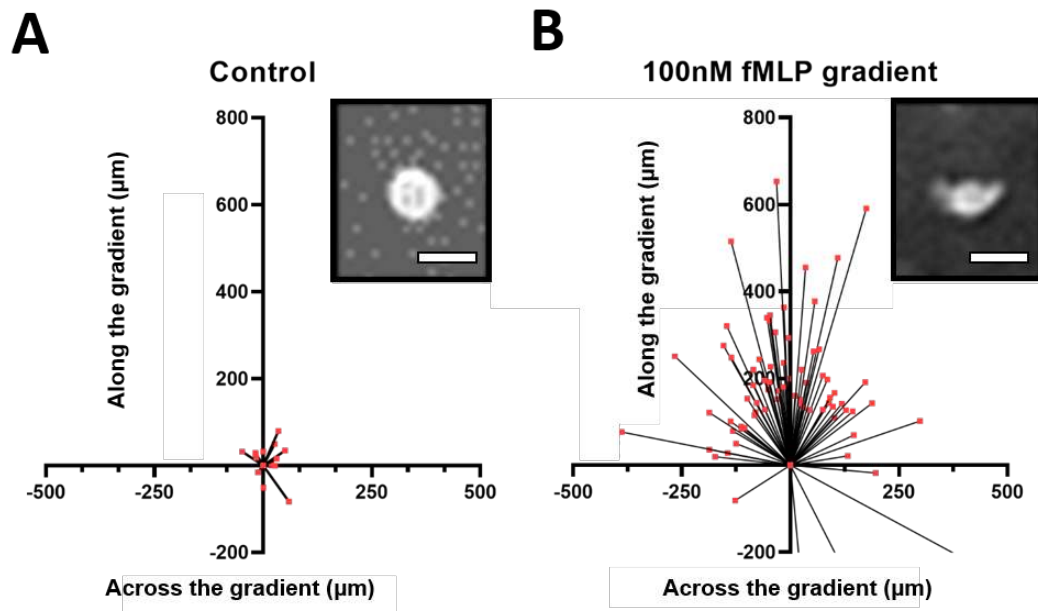 A
B
Control
100nM fMLP gradient
800
600
400
200
-200
-500
-250
250
500
Along the gradient (µm)
Across the gradient (µm)
800
600
400
200
-200
-500
-250
250
500
Along the gradient (µm)
Across the gradient (µm)